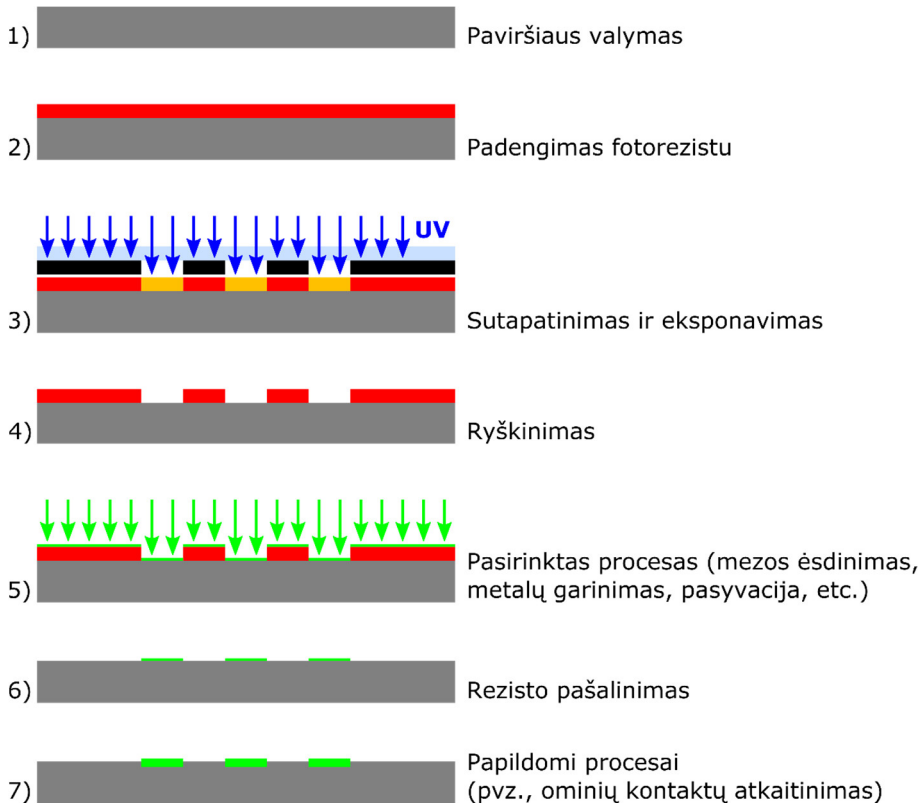 1) Paviršiaus valymas
2) Padengimas fotorezistu
UV
3) Sutapatinimas ir eksponavimas
4) Ryškinimas
5) Pasirinktas procesas (mezos ėsdinimas,
metalų garinimas, pasyvacija, etc.)
6) Rezisto pašalinimas
7) Papildomi procesai
(pvz., ominių kontaktų atkaitinimas)